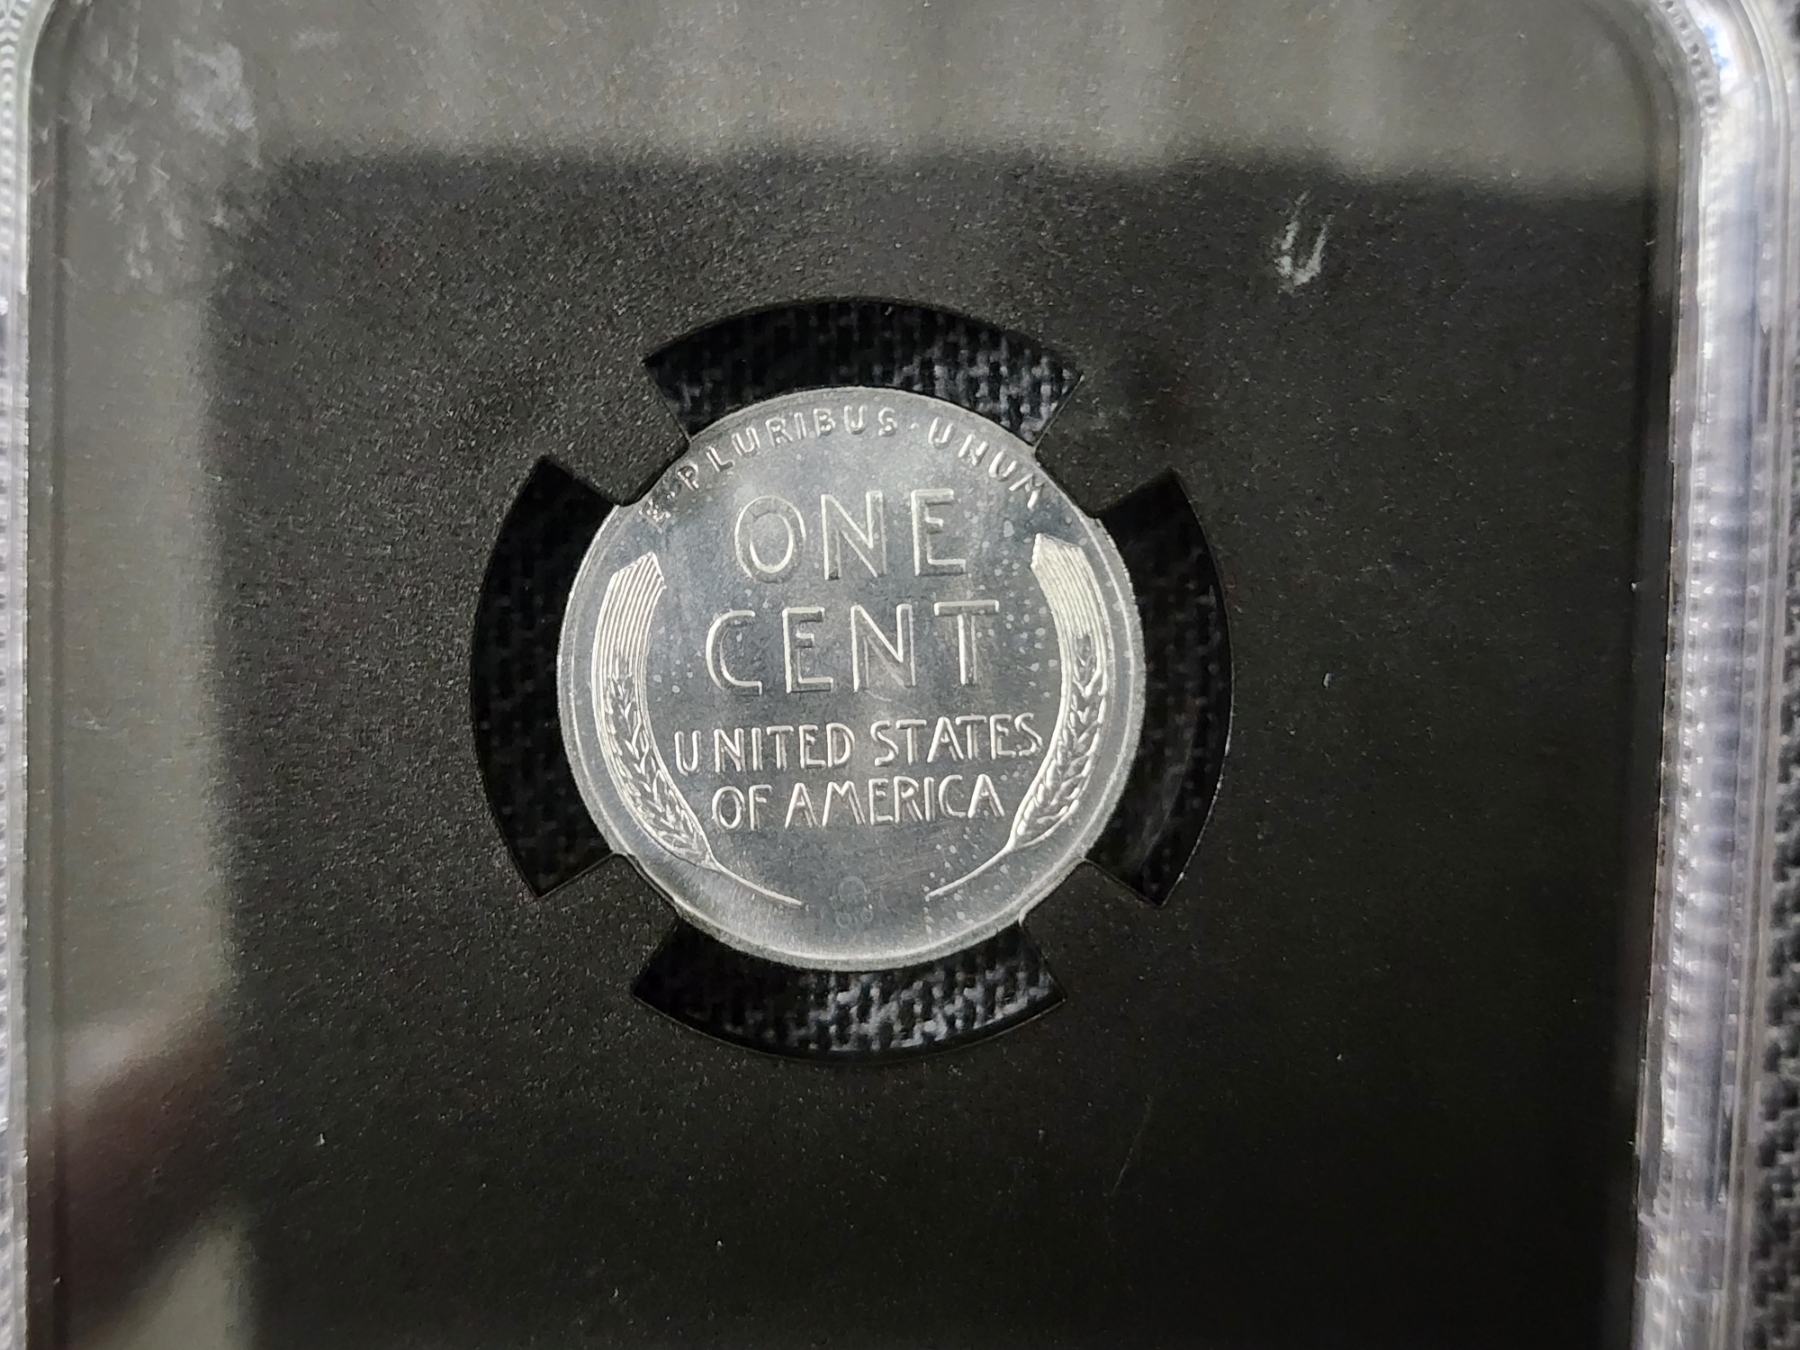 E·PLURIBUS·UNUM
ONE
CENT
UNITED STATES
OF AMERICA